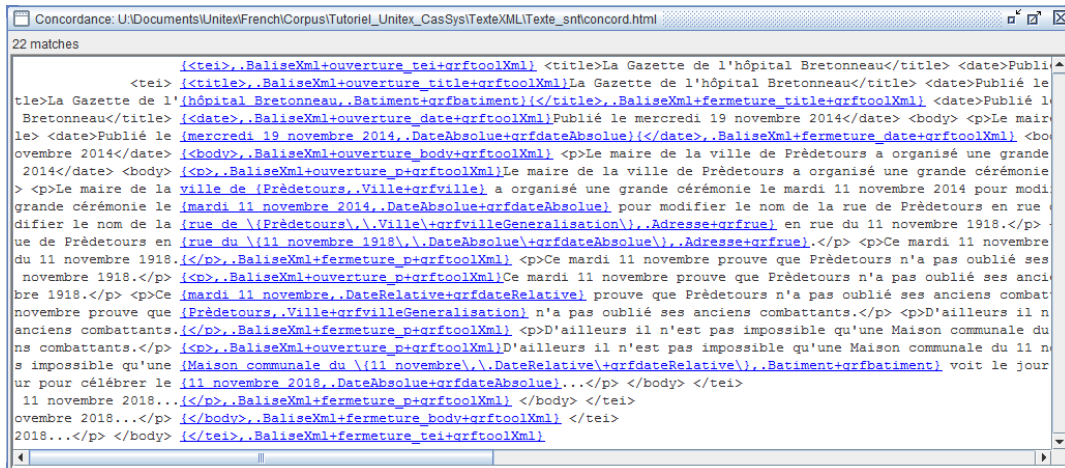 Concordance: U:\Documents\Unitex\French\Corpus\Tutoriel_Unitex_CasSys\TexteXML\Texte_snt\concord.html
22 matches
{<tei>,.BaliseXml+ouverture_tei+grftoolXml} <title>La Gazette de l'hôpital Bretonneau</title> <date>Publi
<tei> {<title>,.BaliseXml+ouverture_title+grftoolXml}La Gazette de l'hôpital Bretonneau</title> <date>Publié le
tle>La Gazette de l'{hôpital Bretonneau,.Batiment+grfbatiment}{</title>,.BaliseXml+fermeture_title+grftoolXml} <date>Publié l
Bretonneau</title> {<date>,.BaliseXml+ouverture_date+grftoolXml}Publié le mercredi 19 novembre 2014</date> <body> <p>Le mair
le> <date>Publié le {mercredi 19 novembre 2014,.DateAbsolue+grfdateAbsolue}{</date>,.BaliseXml+fermeture_date+grftoolXml} <bo
ovembre 2014</date> {<body>,.BaliseXml+ouverture_body+grftoolXml} <p>Le maire de la ville de Prèdetours a organisé une grande
2014</date> <body> {<p>,.BaliseXml+ouverture_p+grftoolXml}Le maire de la ville de Prèdetours a organisé une grande cérémonie
> <p>Le maire de la ville de {Prèdetours,.Ville+grfville} a organisé une grande cérémonie le mardi 11 novembre 2014 pour modi
grande cérémonie le {mardi 11 novembre 2014,.DateAbsolue+grfdateAbsolue} pour modifier le nom de la rue de Prèdetours en rue
difier le nom de la {rue de \{Prèdetours\,\.Ville\+grfvilleGeneralisation\},.Adresse+grfrue} en rue du 11 novembre 1918.</p>
ue de Prèdetours en {rue du \{11 novembre 1918\,\.DateAbsolue\+grfdateAbsolue\},.Adresse+grfrue}.</p> <p>Ce mardi 11 novembre
du 11 novembre 1918.{</p>,.BaliseXml+fermeture_p+grftoolXml} <p>Ce mardi 11 novembre prouve que Prèdetours n'a pas oublié ses
novembre 1918.</p> {<p>,.BaliseXml+ouverture_p+grftoolXml}Ce mardi 11 novembre prouve que Prèdetours n'a pas oublié ses anci
bre 1918.</p> <p>Ce {mardi 11 novembre,.DateRelative+grfdateRelative} prouve que Prèdetours n'a pas oublié ses anciens combat
novembre prouve que {Prèdetours,.Ville+grfvilleGeneralisation} n'a pas oublié ses anciens combattants.</p> <p>D'ailleurs il n
anciens combattants.{</p>,.BaliseXml+fermeture_p+grftoolXml} <p>D'ailleurs il n'est pas impossible qu'une Maison communale du
ns combattants.</p> {<p>,.BaliseXml+ouverture_p+grftoolXml}D'ailleurs il n'est pas impossible qu'une Maison communale du 11 n
s impossible qu'une {Maison communale du \{11 novembre\,\.DateRelative\+grfdateRelative\},.Batiment+grfbatiment} voit le jour
ur pour célébrer le {11 novembre 2018,.DateAbsolue+grfdateAbsolue}...</p> </body> </tei>
11 novembre 2018...{</p>,.BaliseXml+fermeture_p+grftoolXml} </body> </tei>
ovembre 2018...</p> {</body>,.BaliseXml+fermeture_body+grftoolXml} </tei>
2018...</p> </body> {</tei>,.BaliseXml+fermeture_tei+grftoolXml}